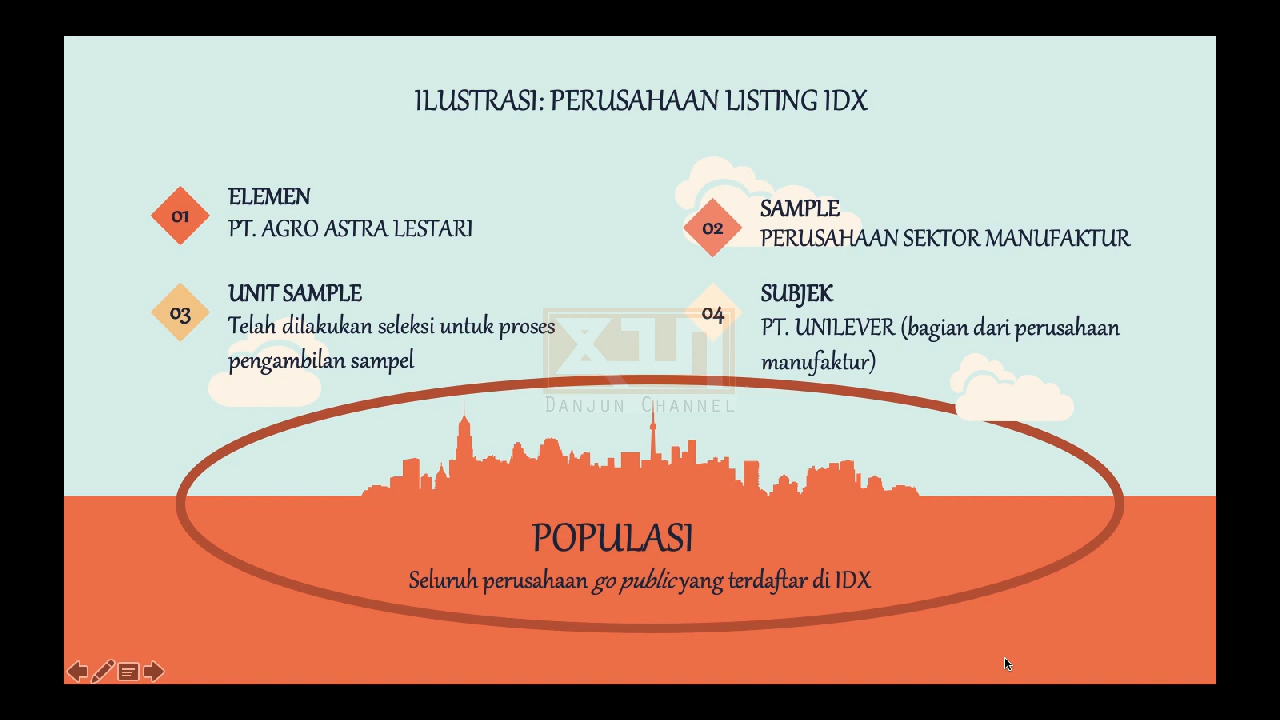 ILUSTRASI: PERUSAHAAN LISTING IDX
01
ELEMEN
PT. AGRO ASTRA LESTARI
02
SAMPLE
PERUSAHAAN SEKTOR MANUFAKTUR
03
UNIT SAMPLE
Telah dilakukan seleksi untuk proses
pengambilan sampel
04
SUBJEK
PT. UNILEVER (bagian dari perusahaan
manufaktur)
DANJUN CHANNEL
POPULASI
Seluruh perusahaan go public yang terdaftar di IDX